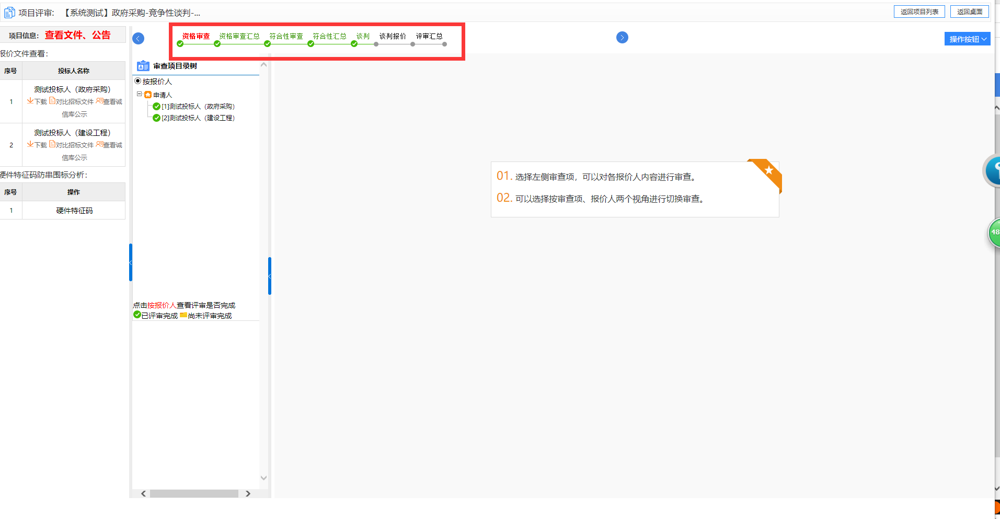 项目评审: 【系统测试】政府采购-竞争性谈判-...
返回项目列表
返回桌面
项目信息: 查看文件、公告
资格审查 资格审查汇总 符合性审查 符合性汇总 谈判 谈判报价 评审汇总
操作按钮
报价文件查看:
序号 投标人名称
1 测试投标人（政府采购）
下载 对比招标文件 查看诚
信库公示
2 测试投标人（建设工程）
下载 对比招标文件 查看诚
信库公示
硬件特征码防串围标分析:
序号 操作
1 硬件特征码
审查项目录树
按报价人
申请人
[1]测试投标人（政府采购）
[2]测试投标人（建设工程）
点击按报价人查看评审是否完成
已评审完成 尚未评审完成
01. 选择左侧审查项，可以对各报价人内容进行审查。
02. 可以选择按审查项、报价人两个视角进行切换审查。
48